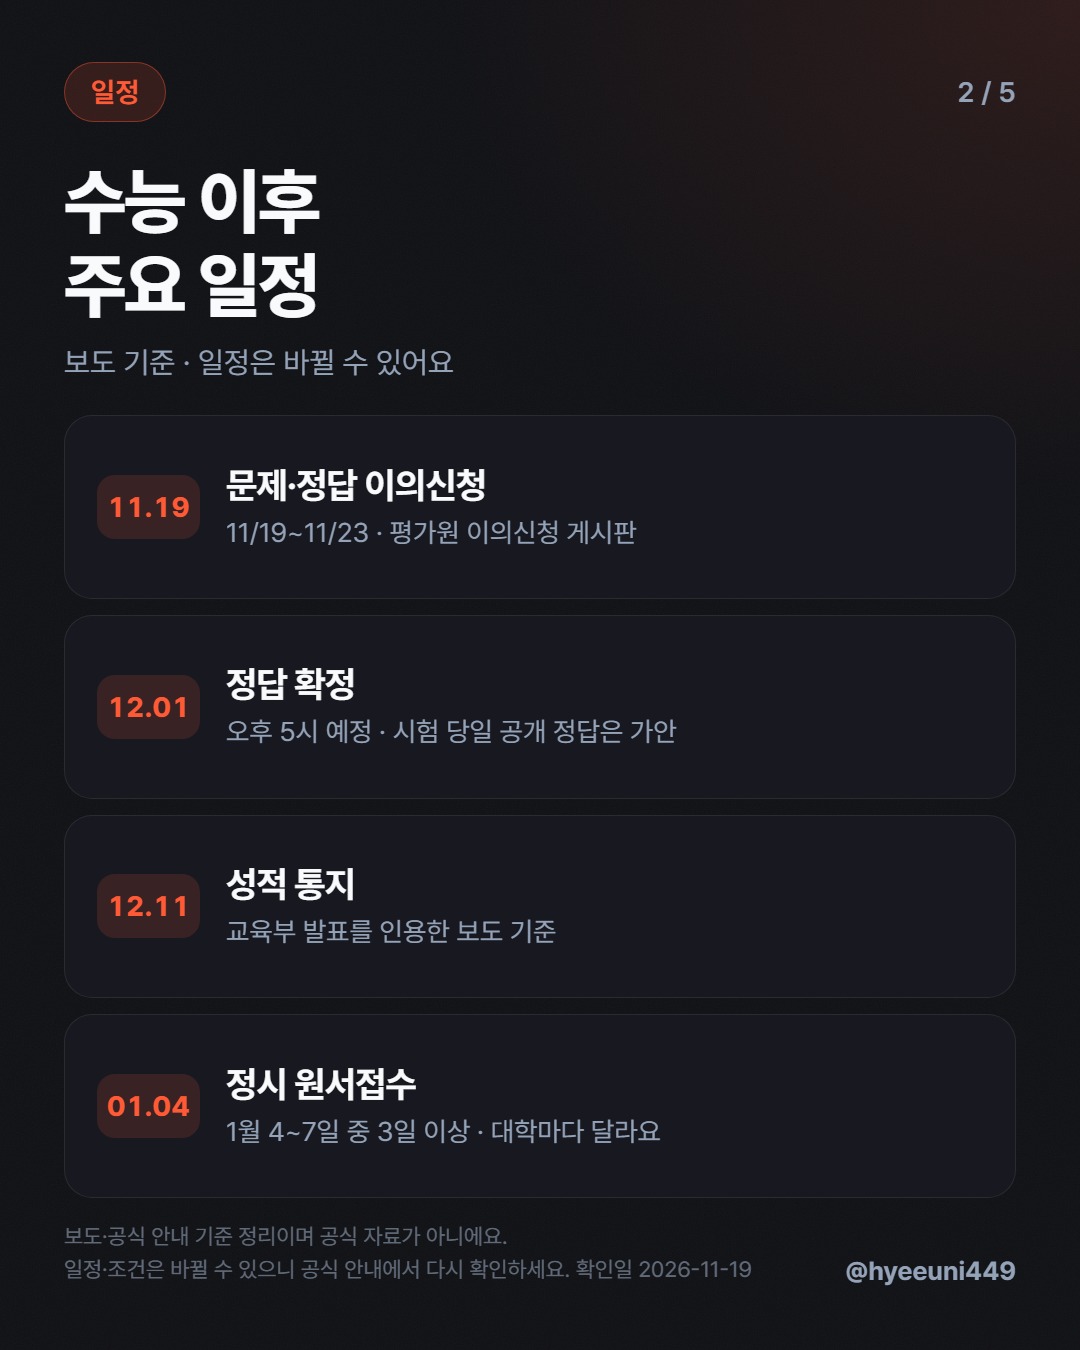 일정
2 / 5
수능 이후
주요 일정
보도 기준 · 일정은 바뀔 수 있어요
11.19
문제·정답 이의신청
11/19~11/23 · 평가원 이의신청 게시판
12.01
정답 확정
오후 5시 예정 · 시험 당일 공개 정답은 가안
12.11
성적 통지
교육부 발표를 인용한 보도 기준
01.04
정시 원서접수
1월 4~7일 중 3일 이상 · 대학마다 달라요
보도·공식 안내 기준 정리이며 공식 자료가 아니에요.
일정·조건은 바뀔 수 있으니 공식 안내에서 다시 확인하세요. 확인일 2026-11-19
@hyeeuni449